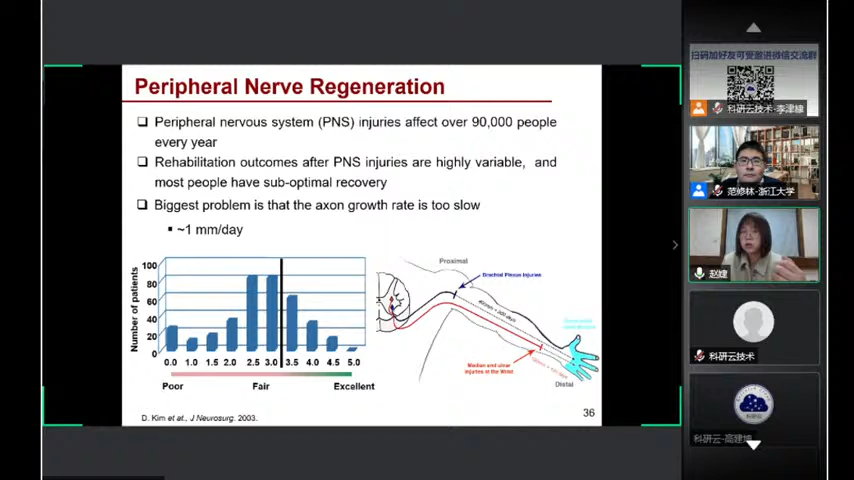 Peripheral Nerve Regeneration
❑ Peripheral nervous system (PNS) injuries affect over 90,000 people
every year
❑ Rehabilitation outcomes after PNS injuries are highly variable, and
most people have sub-optimal recovery
❑ Biggest problem is that the axon growth rate is too slow
▪ ~1 mm/day
Number of patients
100
80
60
40
20
0
0.0 1.0 1.5 2.0 2.5 3.0 3.5 4.0 4.5 5.0
Poor Fair Excellent
Proximal
Brachial Plexus Injuries
Median and ulnar
injuries at the Wrist
Distal
D. Kim et al., J Neurosurg. 2003.
36
扫码加好友可受邀进微信交流群
科研云技术-李津樑
范修林-浙江大学
赵婕
科研云技术
科研云
科研云-高建坤